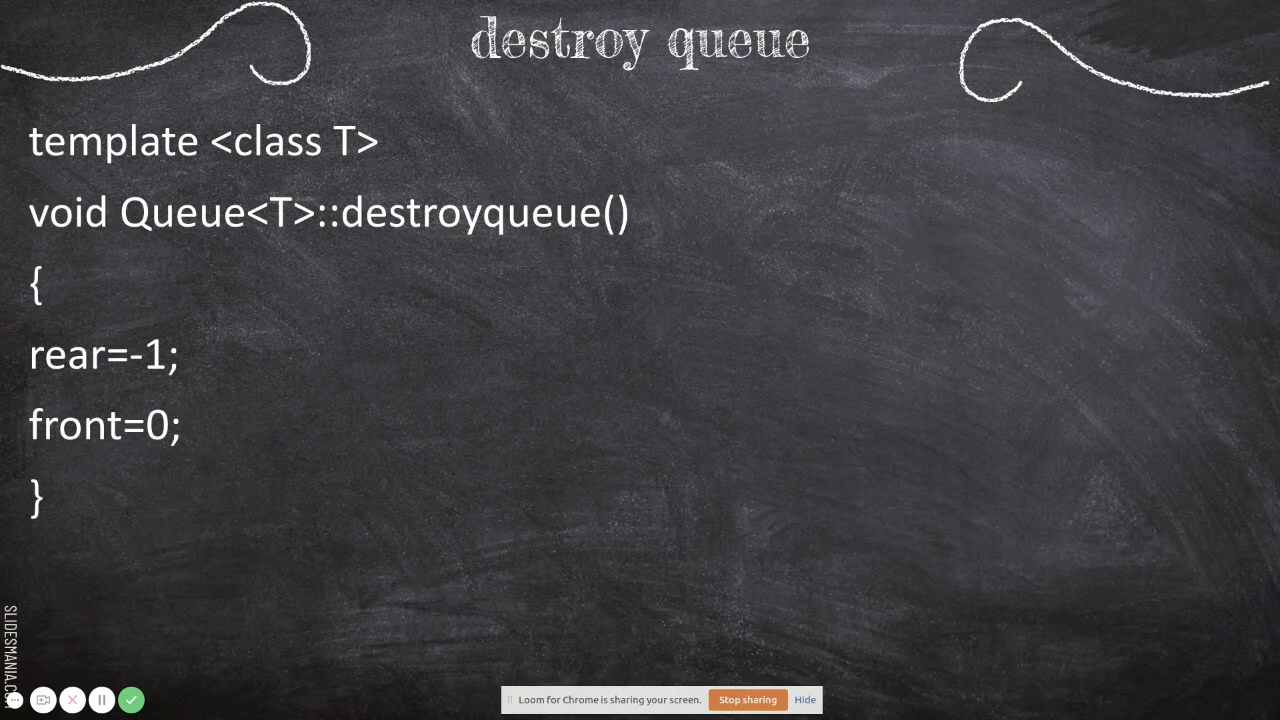 destroy queue
template <class T>
void Queue<T>::destroyqueue()
{
rear=-1;
front=0;
}
SLIDESMANIA.C
Loom for Chrome is sharing your screen. Stop sharing Hide